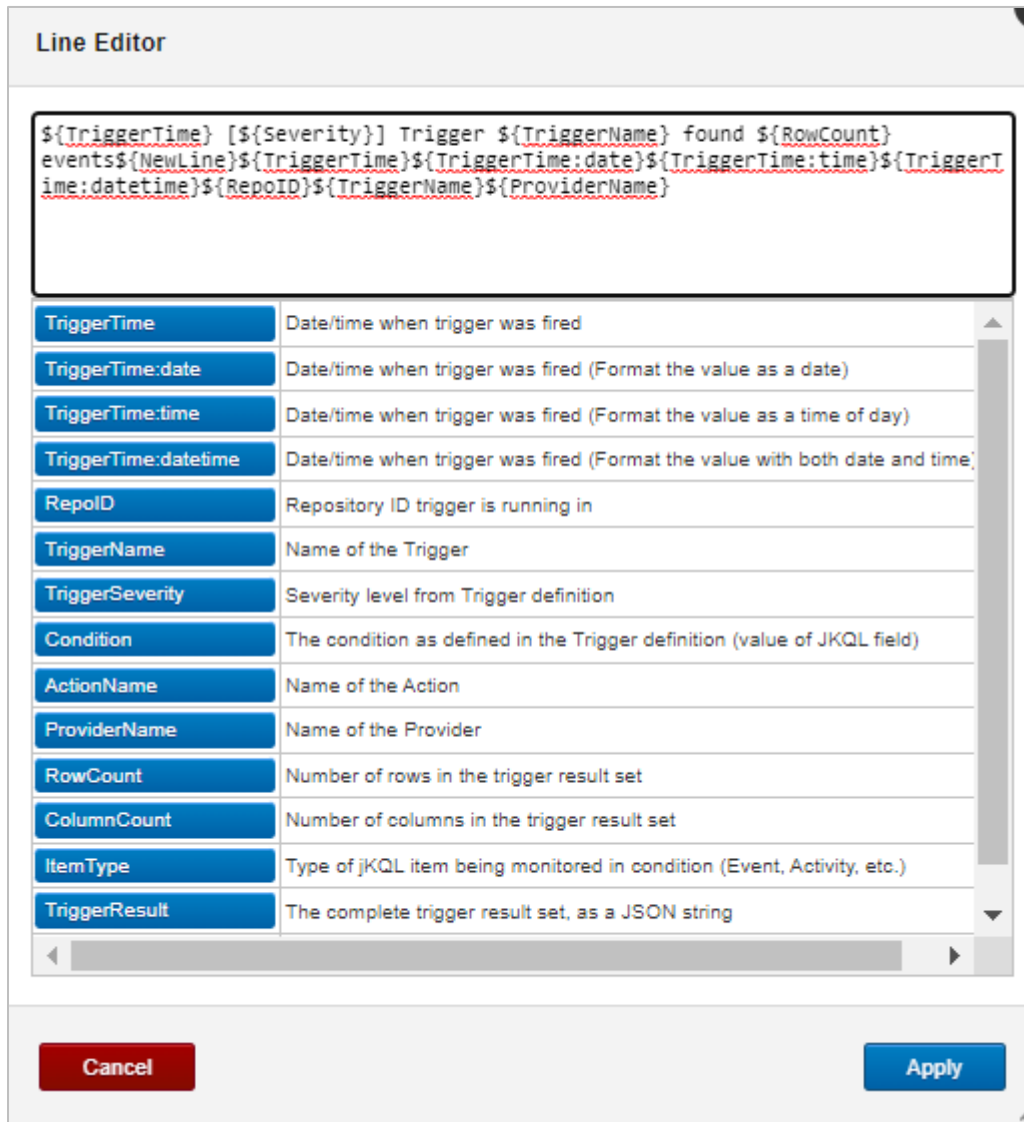 Line Editor
${TriggerTime} [${Severity}] Trigger ${TriggerName} found ${RowCount}
events${NewLine}${TriggerTime}${TriggerTime:date}${TriggerTime:time}${TriggerT
ime:datetime}${RepoID}${TriggerName}${ProviderName}
TriggerTime Date/time when trigger was fired
TriggerTime:date Date/time when trigger was fired (Format the value as a date)
TriggerTime:time Date/time when trigger was fired (Format the value as a time of day)
TriggerTime:datetime Date/time when trigger was fired (Format the value with both date and time)
RepoID Repository ID trigger is running in
TriggerName Name of the Trigger
TriggerSeverity Severity level from Trigger definition
Condition The condition as defined in the Trigger definition (value of JKQL field)
ActionName Name of the Action
ProviderName Name of the Provider
RowCount Number of rows in the trigger result set
ColumnCount Number of columns in the trigger result set
ItemType Type of jKQL item being monitored in condition (Event, Activity, etc.)
TriggerResult The complete trigger result set, as a JSON string
Cancel Apply